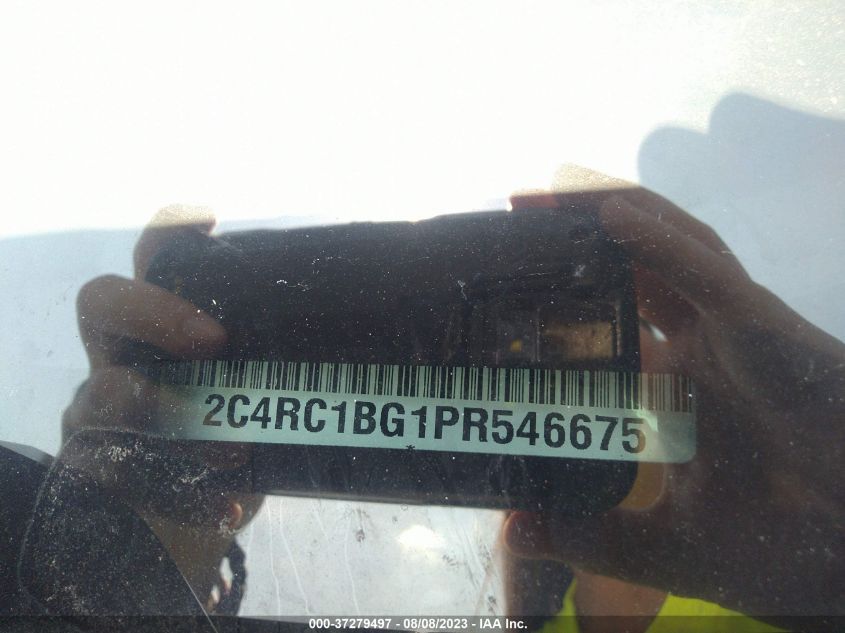 2C4RC1BG1PR546675
*
000-37279497 - 08/08/2023 - IAA Inc.